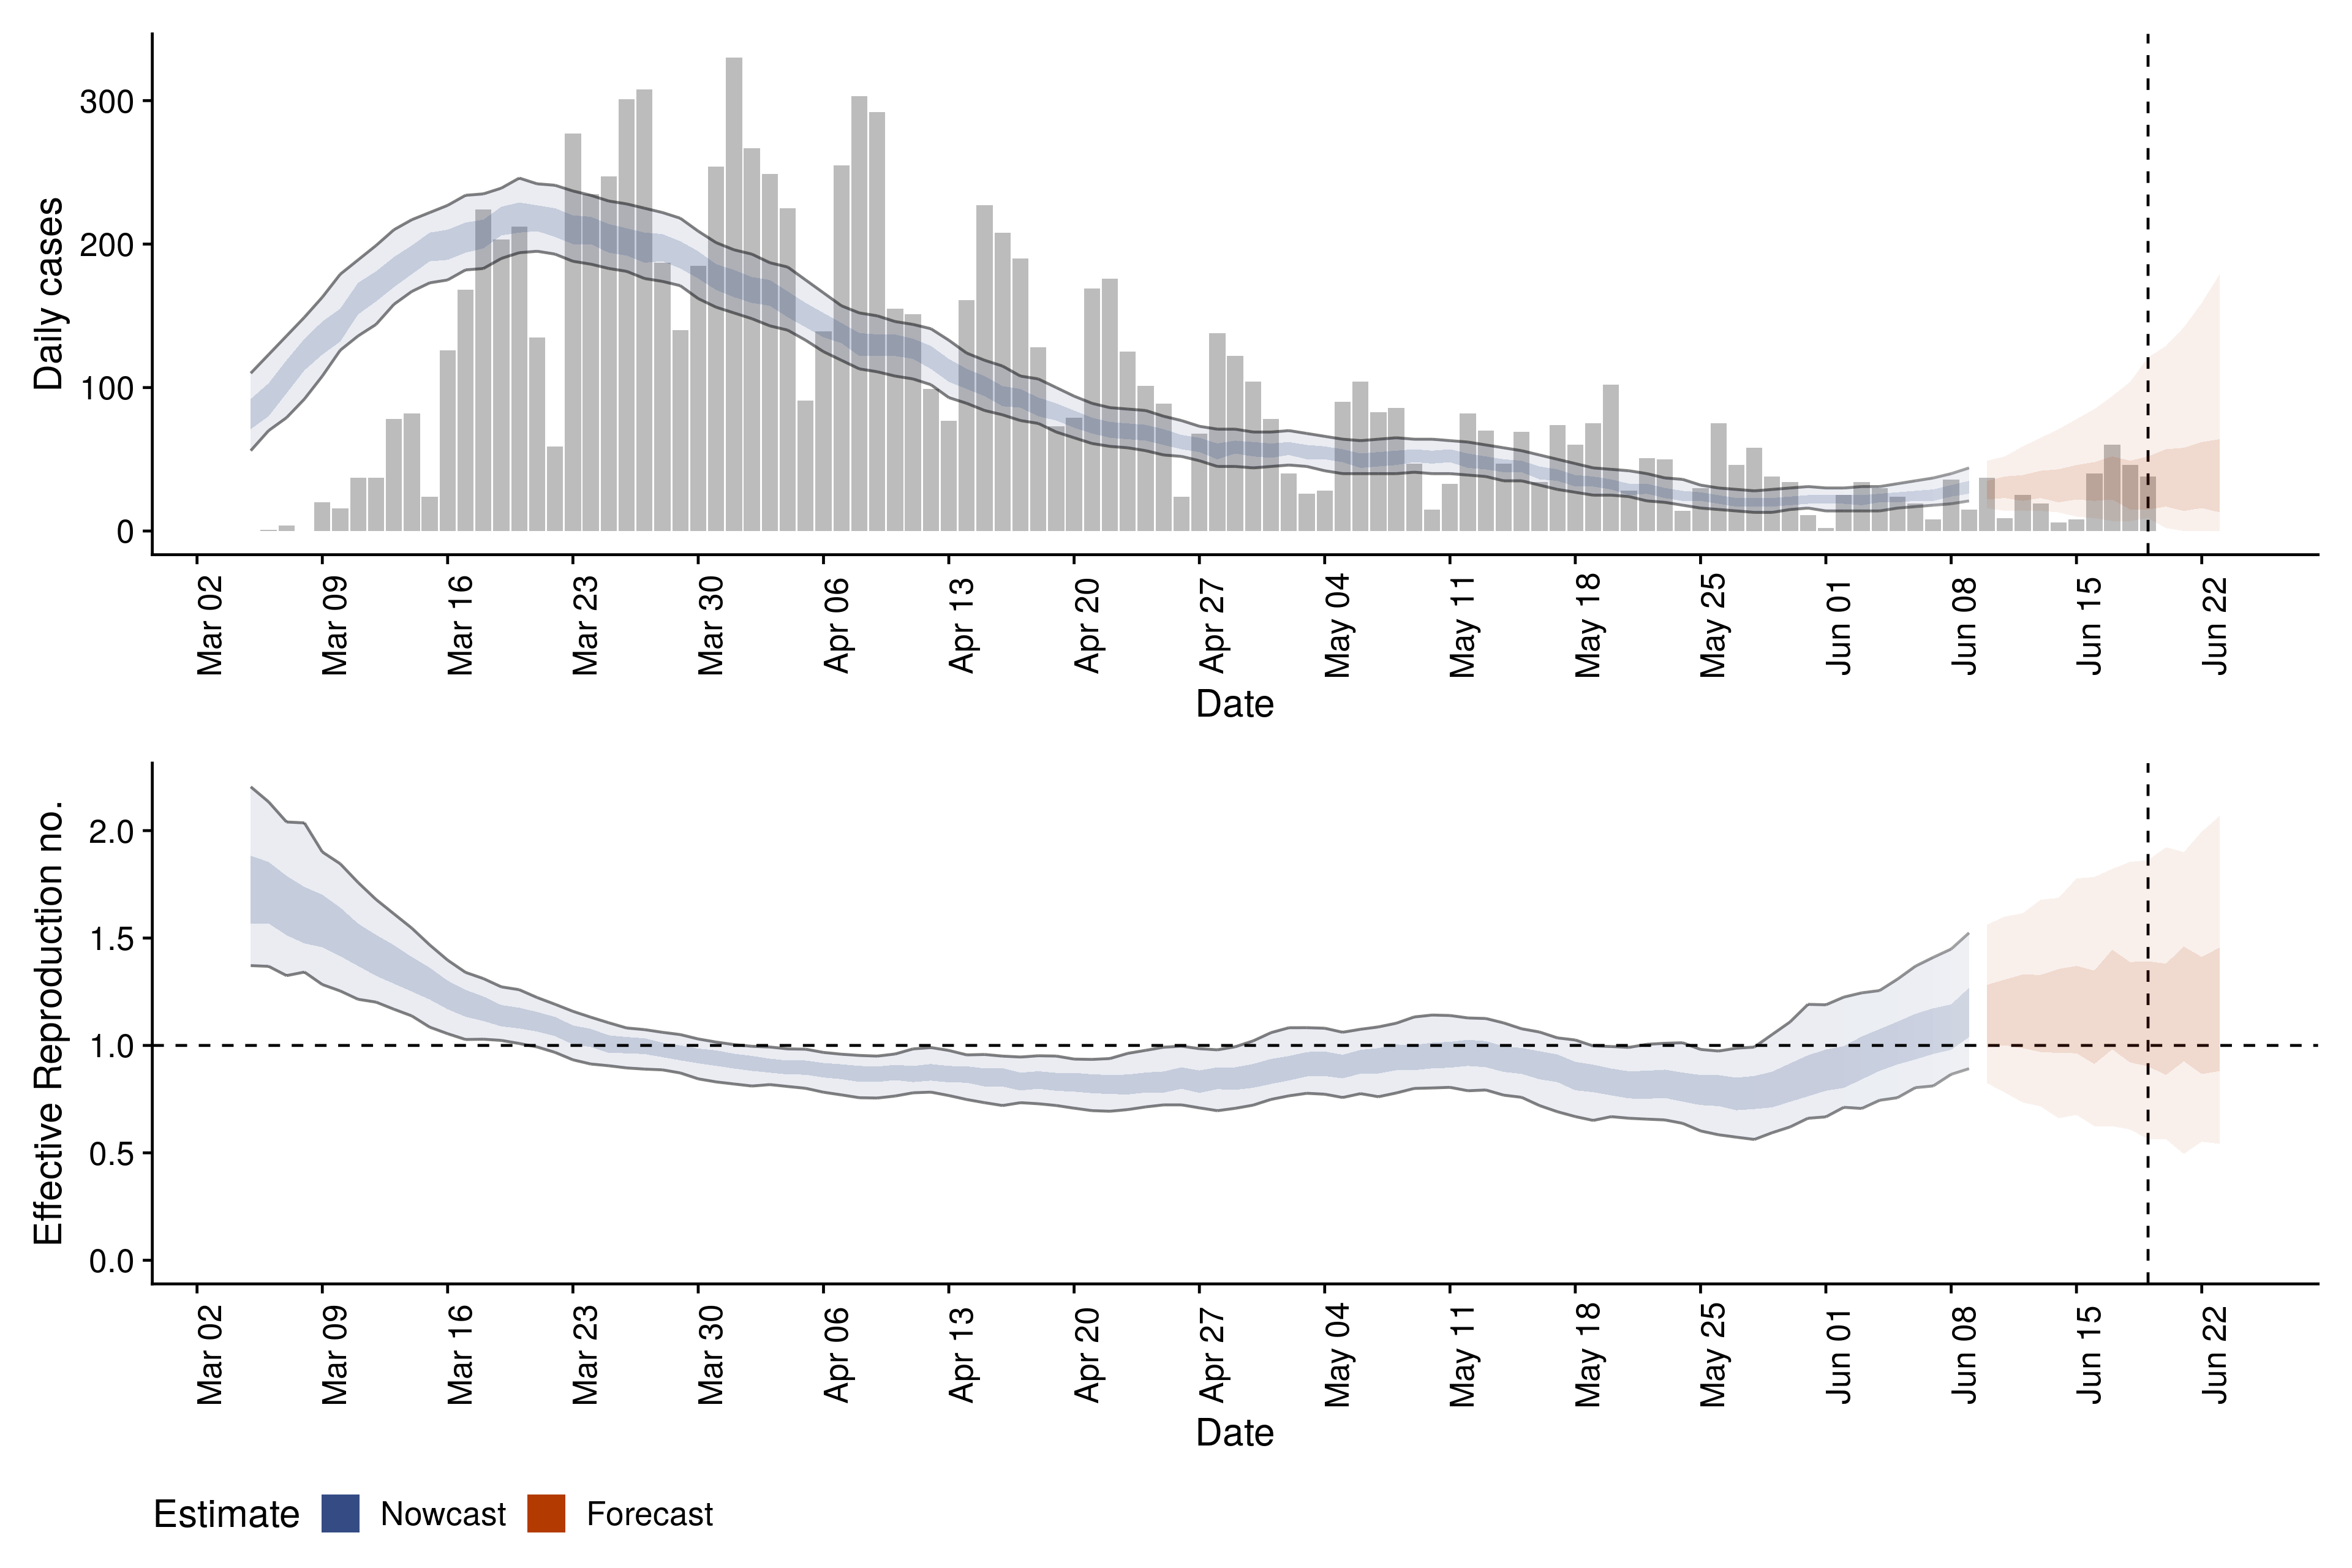 Daily cases
300
200
100
0
Mar 02
Mar 09
Mar 16
Mar 23
Mar 30
Apr 06
Apr 13
Apr 20
Apr 27
May 04
May 11
May 18
May 25
Jun 01
Jun 08
Jun 15
Jun 22
Date
Effective Reproduction no.
2.0
1.5
1.0
0.5
0.0
Mar 02
Mar 09
Mar 16
Mar 23
Mar 30
Apr 06
Apr 13
Apr 20
Apr 27
May 04
May 11
May 18
May 25
Jun 01
Jun 08
Jun 15
Jun 22
Date
Estimate Nowcast Forecast